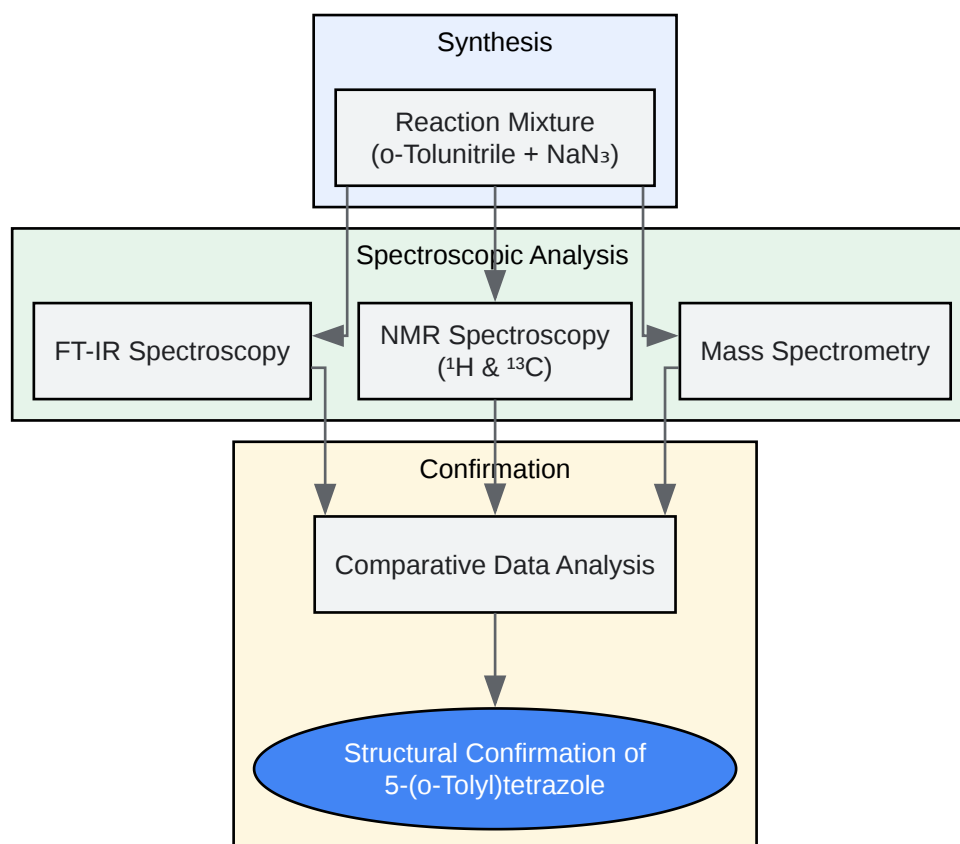 Synthesis
Reaction Mixture
(o-Tolunitrile + NaN₃)
Spectroscopic Analysis
FT-IR Spectroscopy
NMR Spectroscopy
(¹H & ¹³C)
Mass Spectrometry
Confirmation
Comparative Data Analysis
Structural Confirmation of
5-(o-Tolyl)tetrazole